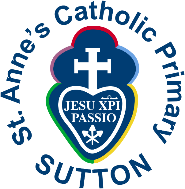 St. Anne's Catholic Primary
JESU XPI
PASSIO
SUTTON